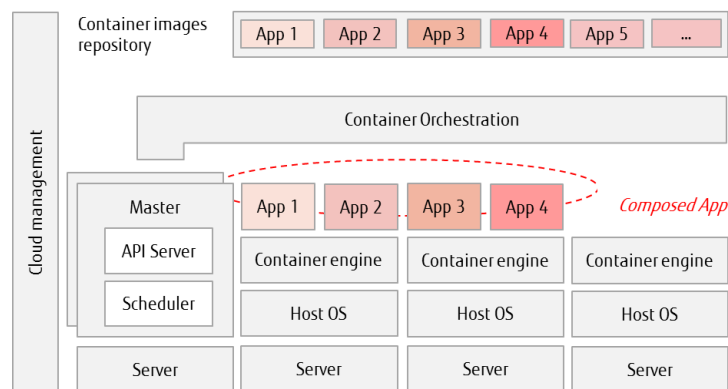 Cloud management
Container images
repository
App 1
App 2
App 3
App 4
App 5
...
Container Orchestration
Master
API Server
Scheduler
App 1
App 2
App 3
App 4
Composed App
Container engine
Container engine
Container engine
Host OS
Host OS
Host OS
Server
Server
Server
Server